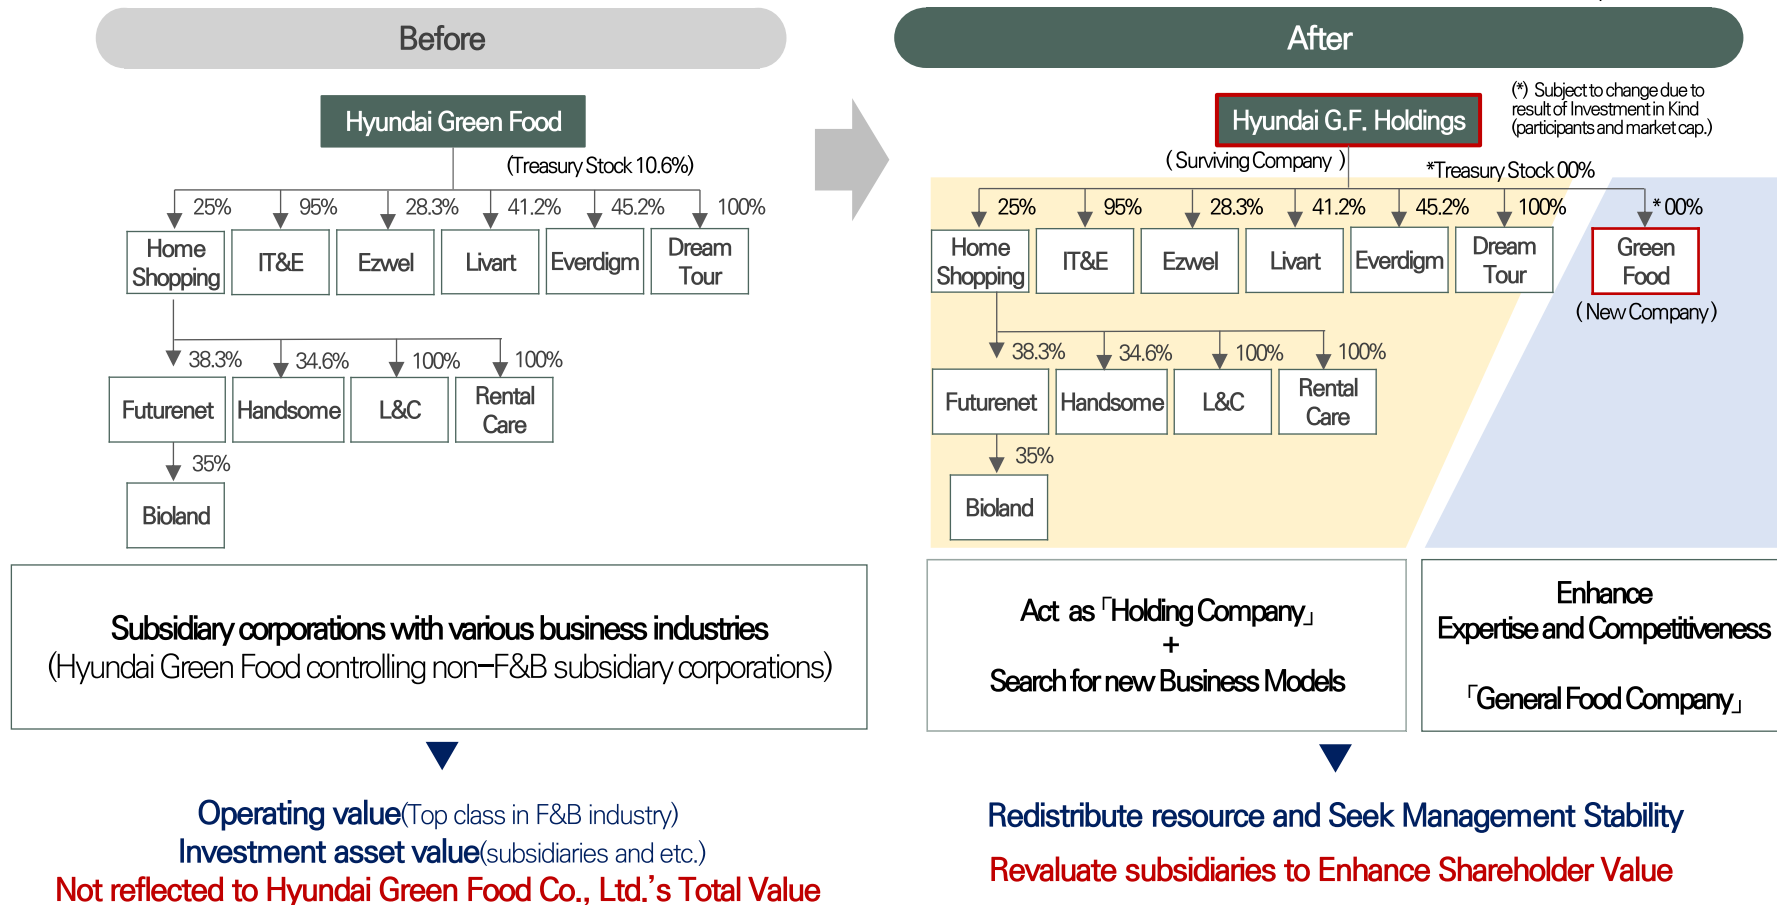 Before
Hyundai Green Food
(Treasury Stock 10.6%)
25%
95%
28.3%
41.2%
45.2%
100%
Home
Shopping
IT&E
Ezwel
Livart
Everdigm
Dream
Tour
38.3%
34.6%
100%
100%
Futurenet
Handsome
L&C
Rental
Care
35%
Bioland
Subsidiary corporations with various business industries
(Hyundai Green Food controlling non-F&B subsidiary corporations)
Operating value(Top class in F&B industry)
Investment asset value(subsidiaries and etc.)
Not reflected to Hyundai Green Food Co., Ltd.'s Total Value
After
(*) Subject to change due to
result of Investment in Kind
(participants and market cap.)
Hyundai G.F. Holdings
( Surviving Company )
*Treasury Stock 00%
25%
95%
28.3%
41.2%
45.2%
100%
* 00%
Home
Shopping
IT&E
Ezwel
Livart
Everdigm
Dream
Tour
Green
Food
( New Company )
38.3%
34.6%
100%
100%
Futurenet
Handsome
L&C
Rental
Care
35%
Bioland
Act as「Holding Company」
+
Search for new Business Models
Enhance
Expertise and Competitiveness
「General Food Company」
Redistribute resource and Seek Management Stability
Revaluate subsidiaries to Enhance Shareholder Value